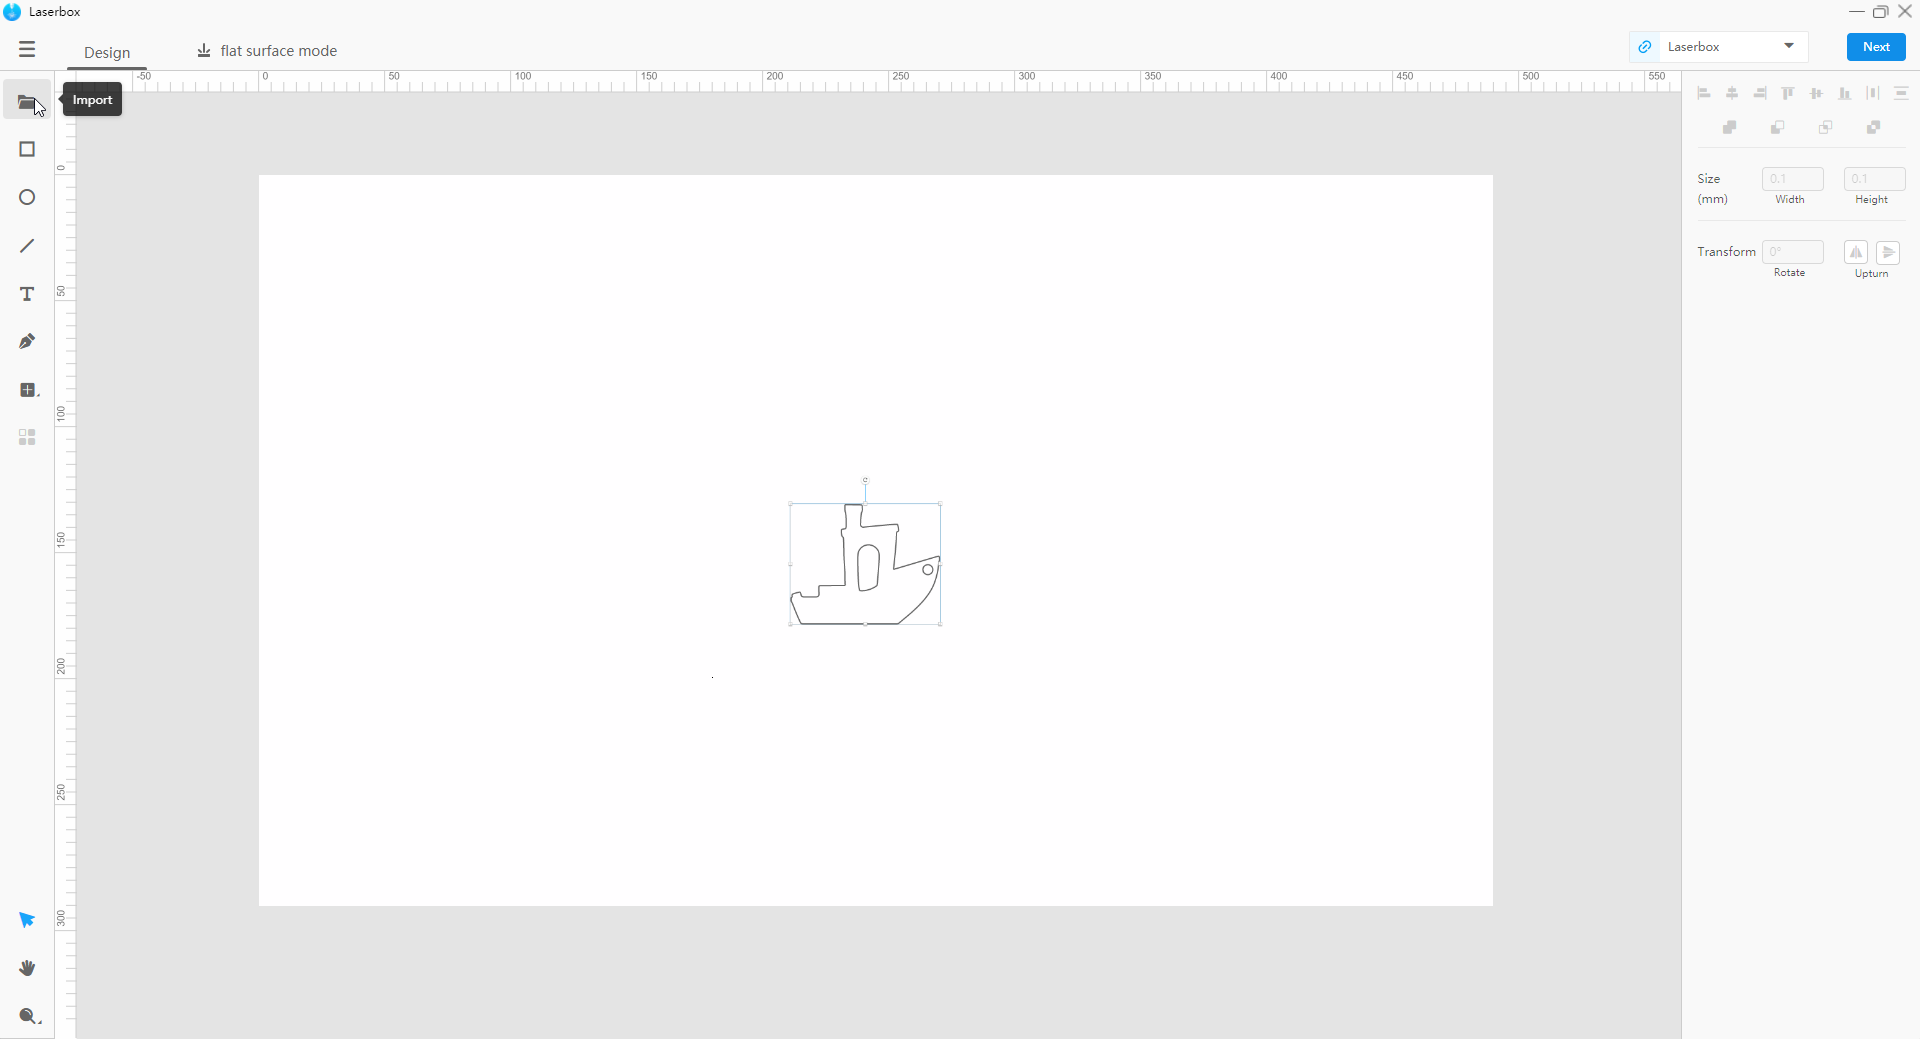 Laserbox
Design
flat surface mode
Laserbox
Next
-50 0 50 100 150 200 250 300 350 400 450 500 550
Import
0
50
100
150
200
250
300
Size
(mm)
0.1
0.1
Width
Height
Transform
0°
Rotate
Upturn